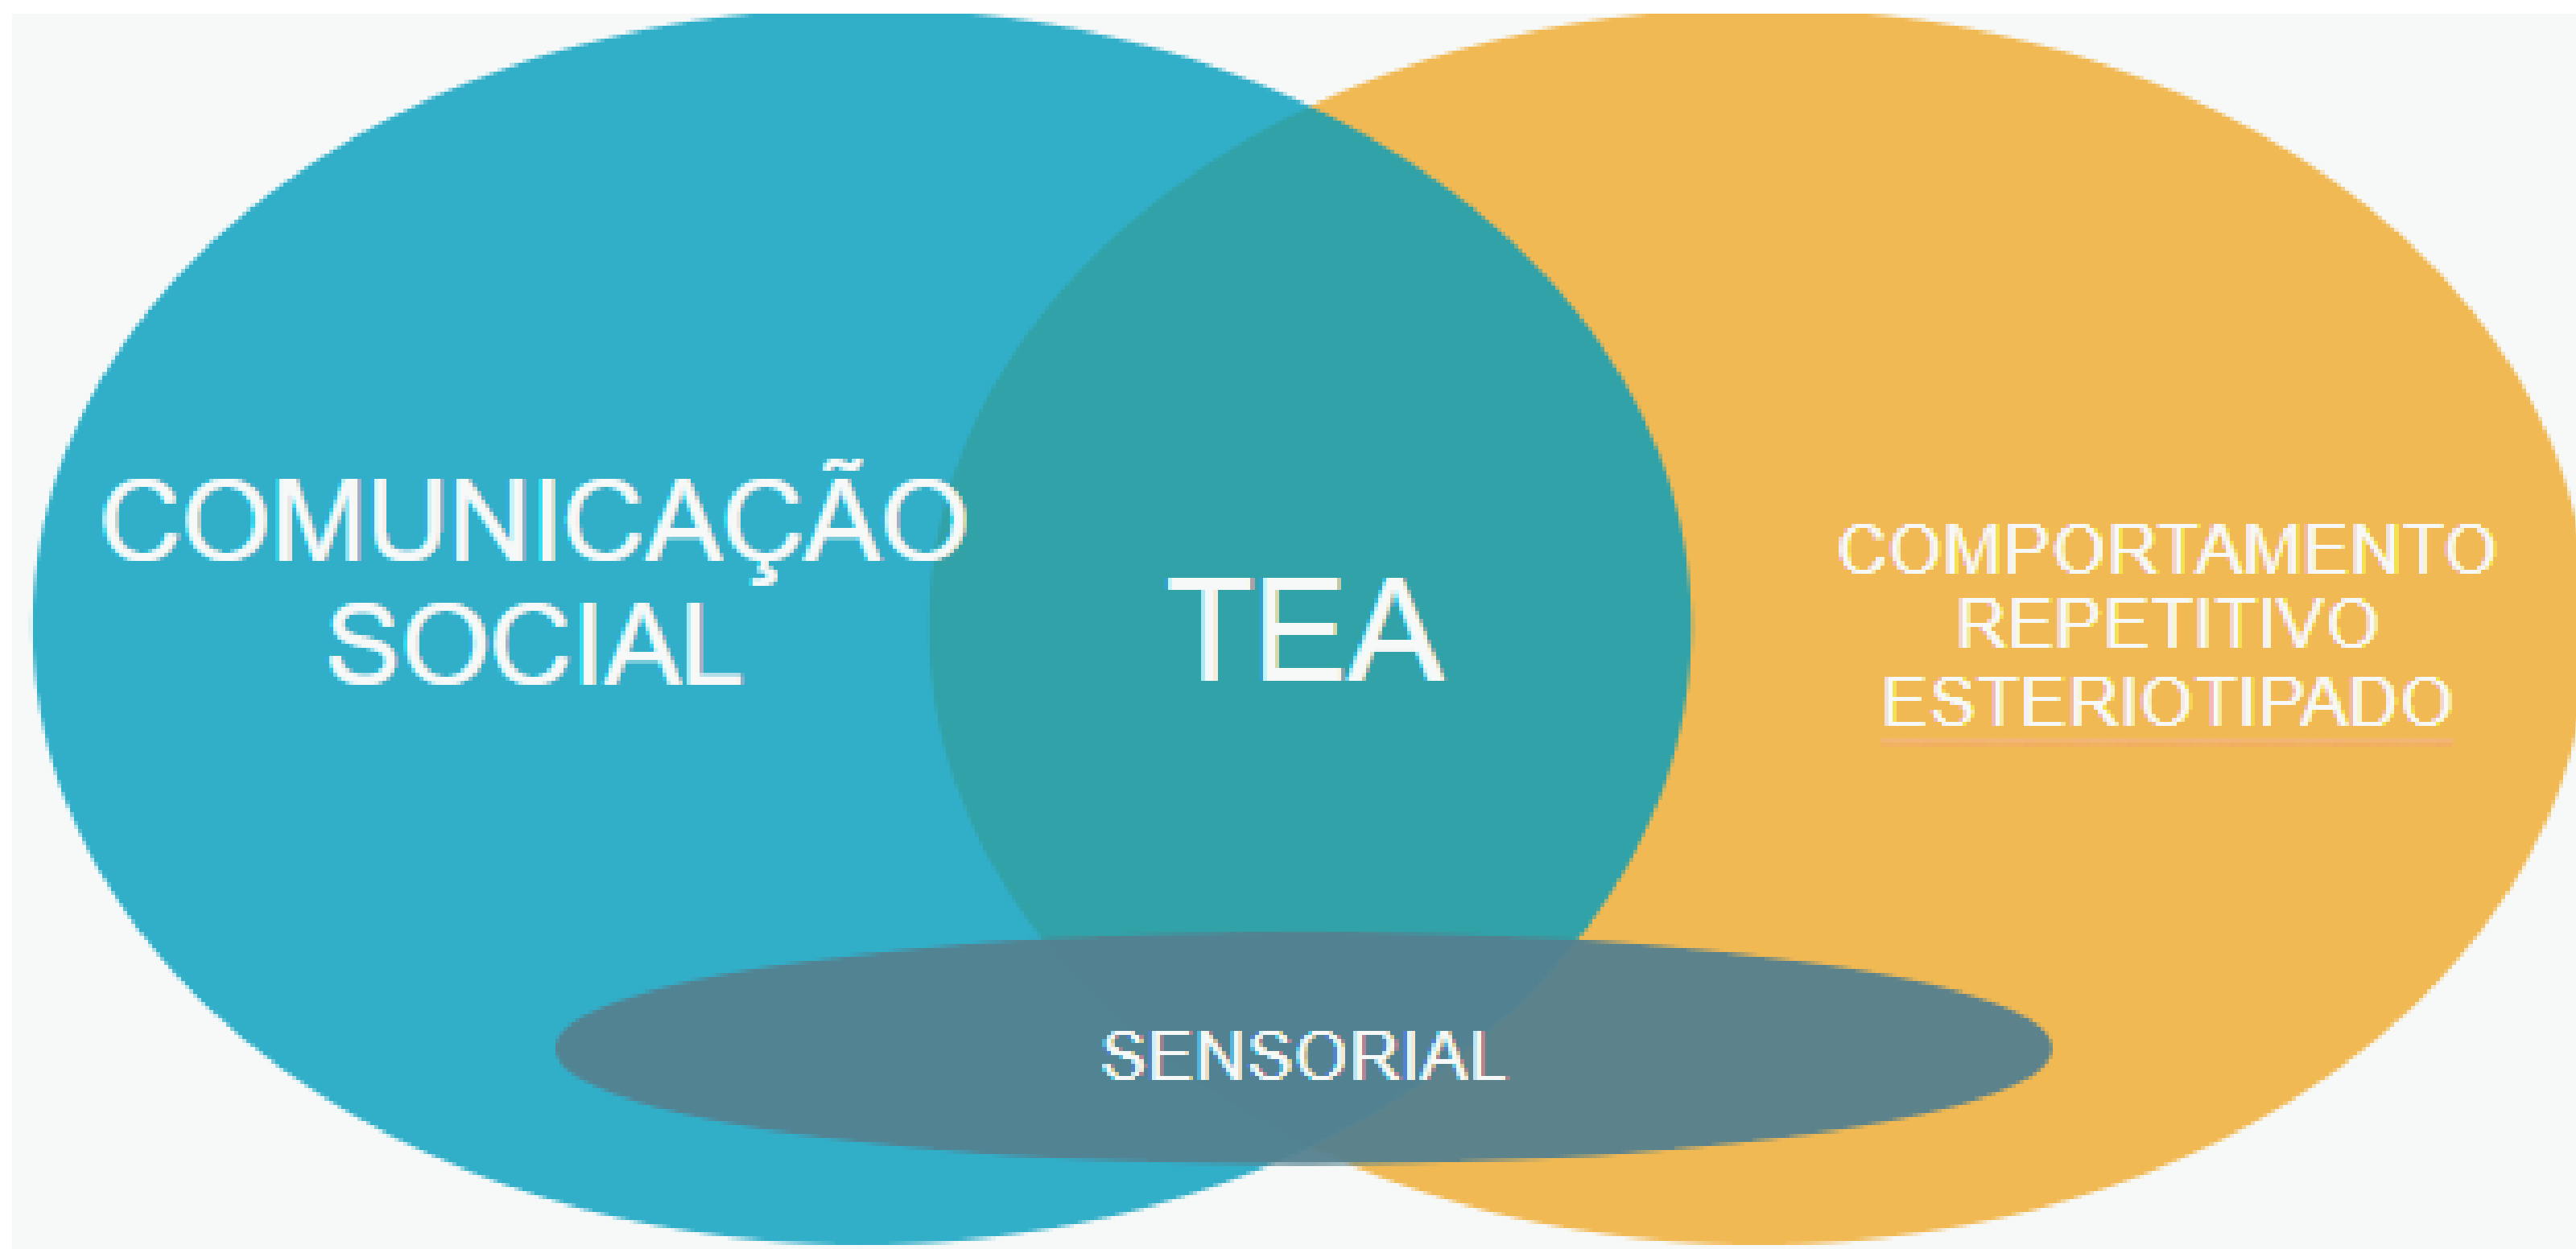 COMUNICAÇÃO
SOCIAL
TEA
COMPORTAMENTO
REPETITIVO
ESTERIOTIPADO
SENSORIAL